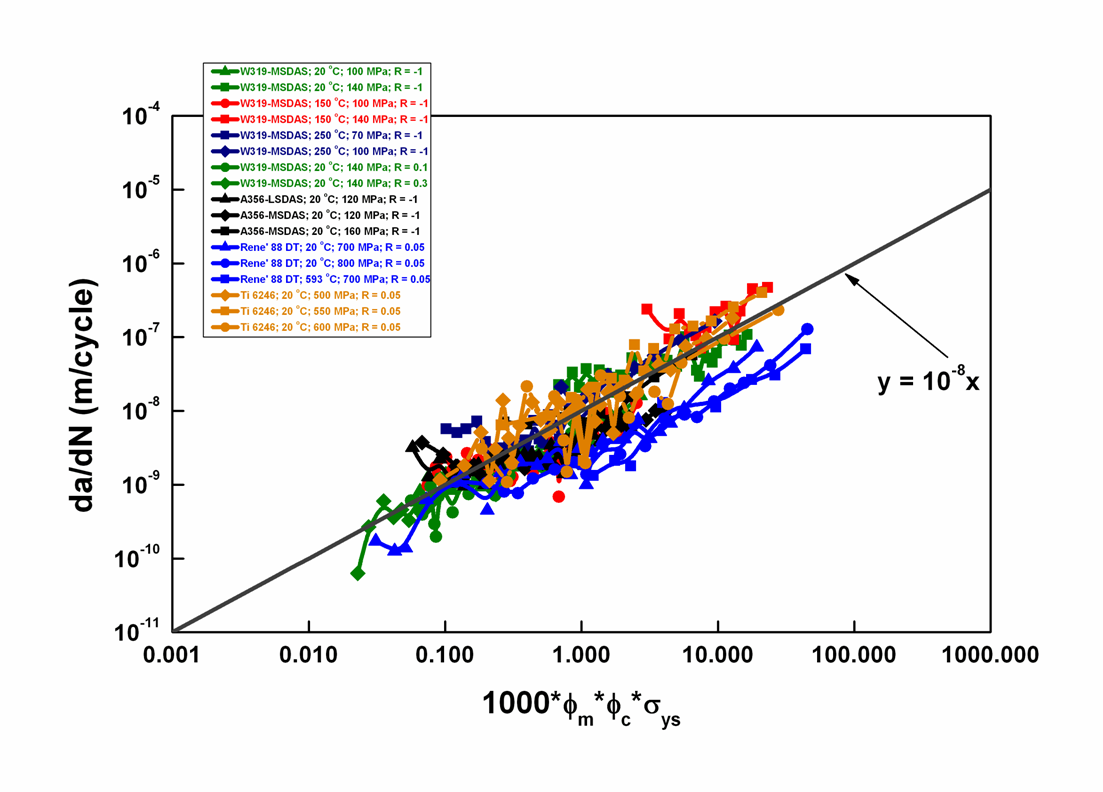 W319-MSDAS; 20 °C; 100 MPa; R = -1
W319-MSDAS; 20 °C; 140 MPa; R = -1
W319-MSDAS; 150 °C; 100 MPa; R = -1
W319-MSDAS; 150 °C; 140 MPa; R = -1
W319-MSDAS; 250 °C; 70 MPa; R = -1
W319-MSDAS; 250 °C; 100 MPa; R = -1
W319-MSDAS; 20 °C; 140 MPa; R = 0.1
W319-MSDAS; 20 °C; 140 MPa; R = 0.3
A356-LSDAS; 20 °C; 120 MPa; R = -1
A356-MSDAS; 20 °C; 120 MPa; R = -1
A356-MSDAS; 20 °C; 160 MPa; R = -1
Rene' 88 DT; 20 °C; 700 MPa; R = 0.05
Rene' 88 DT; 20 °C; 800 MPa; R = 0.05
Rene' 88 DT; 593 °C; 700 MPa; R = 0.05
Ti 6246; 20 °C; 500 MPa; R = 0.05
Ti 6246; 20 °C; 550 MPa; R = 0.05
Ti 6246; 20 °C; 600 MPa; R = 0.05
10⁻⁴
10⁻⁵
10⁻⁶
10⁻⁷
10⁻⁸
10⁻⁹
10⁻¹⁰
10⁻¹¹
da/dN (m/cycle)
y = 10⁻⁸x
0.001 0.010 0.100 1.000 10.000 100.000 1000.000
1000*ϕm*ϕc*σys